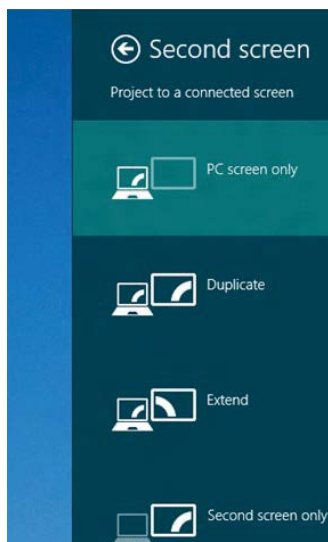 Second screen
Project to a connected screen
PC screen only
Duplicate
Extend
Second screen only